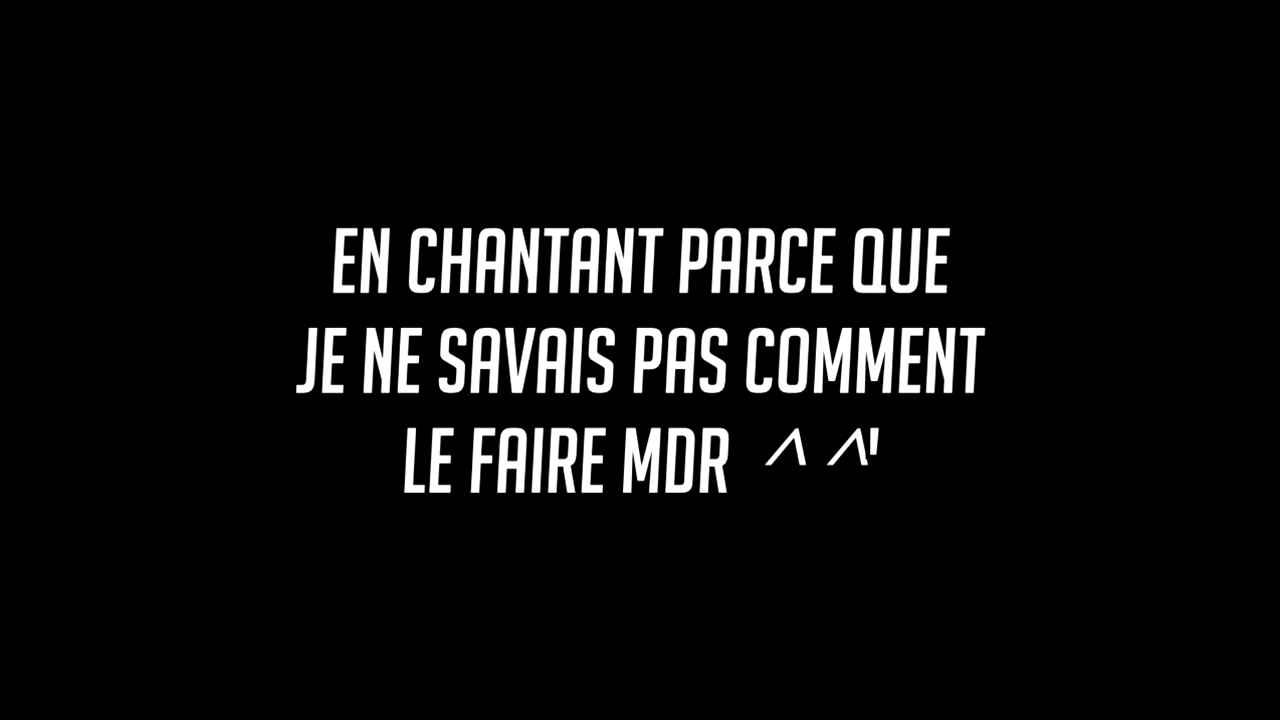 EN CHANTANT PARCE QUE
JE NE SAVAIS PAS COMMENT
LE FAIRE MDR ^ ^'